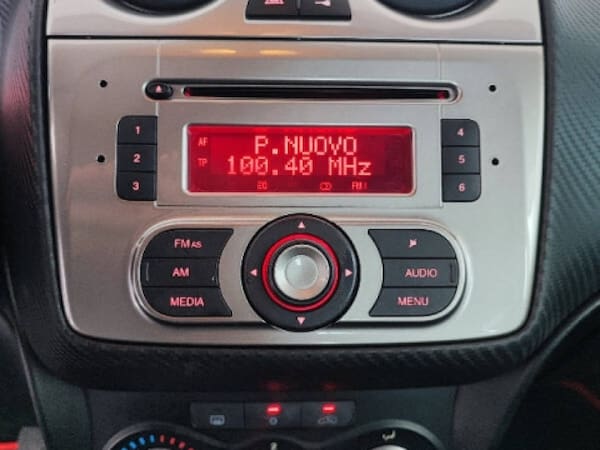 1
2
3
AF
TP
P.NUOVO
100.40 MHz
EQ
FM1
4
5
6
FM AS
AM
MEDIA
AUDIO
MENU